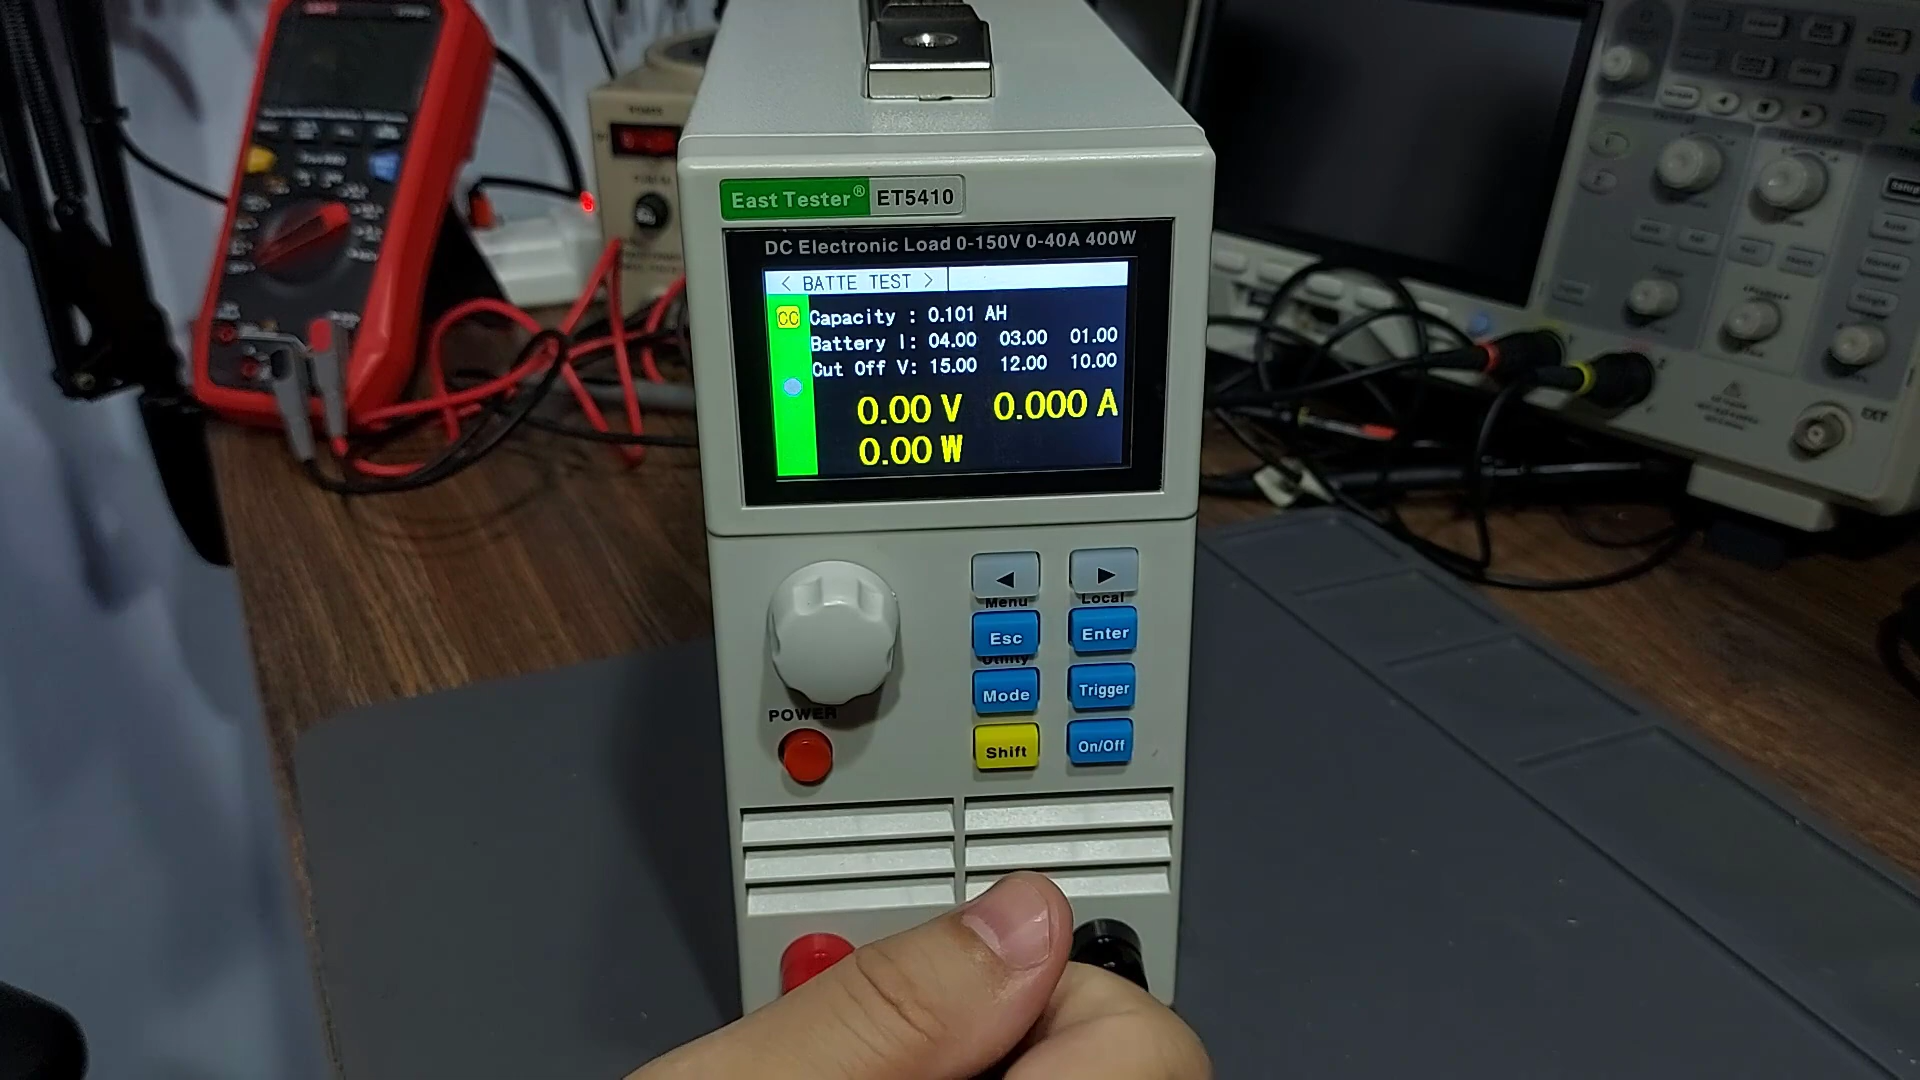 East Tester® ET5410
DC Electronic Load 0-150V 0-40A 400W
< BATTE TEST >
CC Capacity : 0.101 AH
Battery I: 04.00 03.00 01.00
Cut Off V: 15.00 12.00 10.00
0.00 V 0.000 A
0.00 W
◄ ►
Menu Local
Esc Enter
Utility
Mode Trigger
POWER
Shift On/Off
EXT